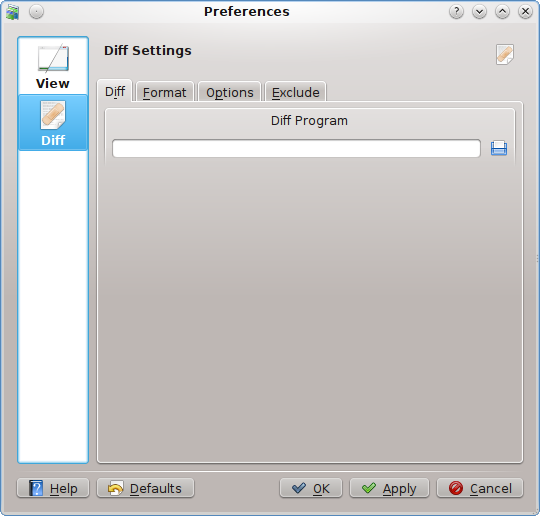 Preferences
View
Diff
Diff Settings
Diff Format Options Exclude
Diff Program
Help Defaults OK Apply Cancel